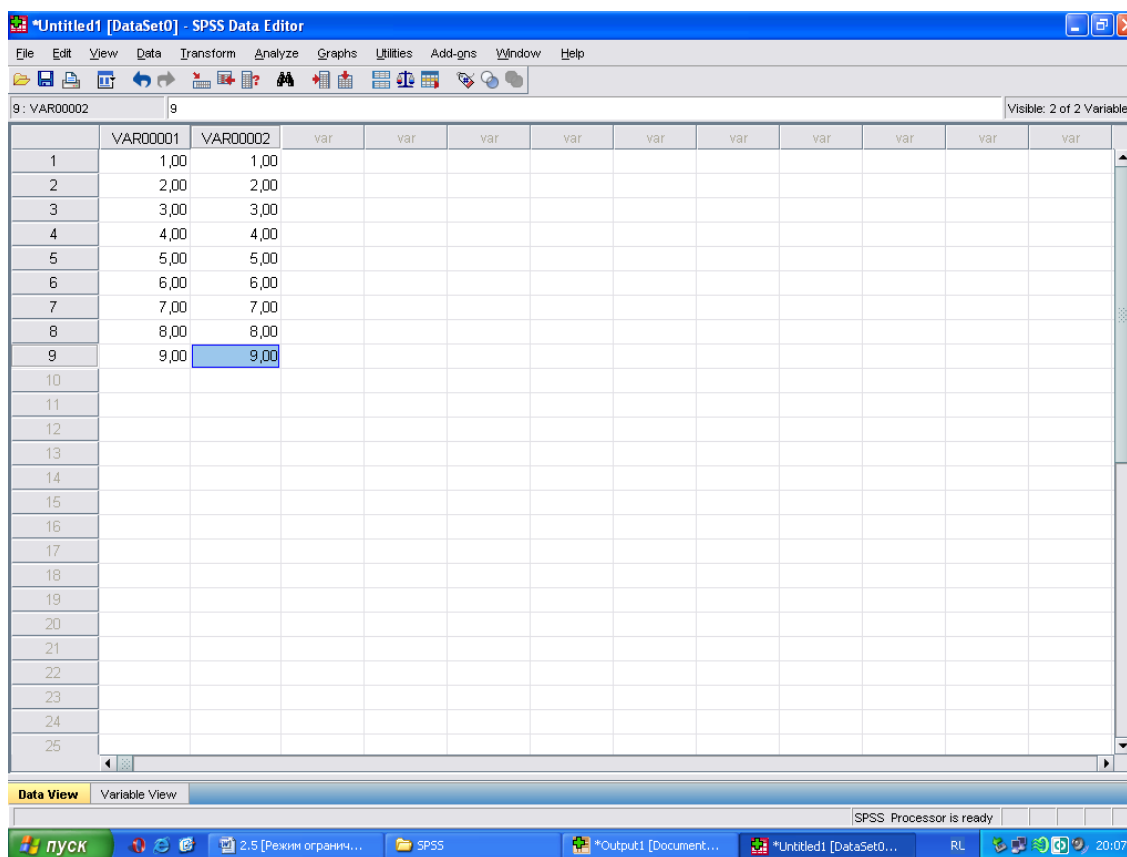 *Untitled1 [DataSet0] - SPSS Data Editor
File Edit View Data Transform Analyze Graphs Utilities Add-ons Window Help
9 : VAR00002 9 Visible: 2 of 2 Variable
VAR00001 VAR00002 var var var var var var var var var var
1 1,00 1,00
2 2,00 2,00
3 3,00 3,00
4 4,00 4,00
5 5,00 5,00
6 6,00 6,00
7 7,00 7,00
8 8,00 8,00
9 9,00 9,00
10
11
12
13
14
15
16
17
18
19
20
21
22
23
24
25
Data View Variable View
SPSS Processor is ready
пуск 2.5 [Режим огранич... SPSS *Output1 [Document... *Untitled1 [DataSet0... RL 20:07